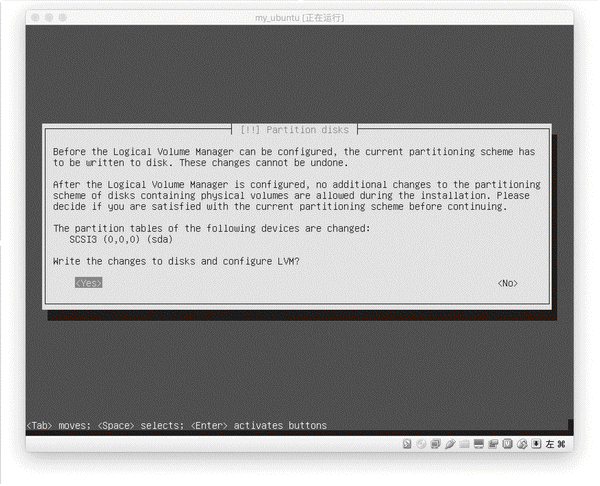 my_ubuntu [正在运行]
[!!] Partition disks
Before the Logical Volume Manager can be configured, the current partitioning scheme has
to be written to disk. These changes cannot be undone.
After the Logical Volume Manager is configured, no additional changes to the partitioning
scheme of disks containing physical volumes are allowed during the installation. Please
decide if you are satisfied with the current partitioning scheme before continuing.
The partition tables of the following devices are changed:
SCSI3 (0,0,0) (sda)
Write the changes to disks and configure LVM?
<Yes> <No>
<Tab> moves; <Space> selects; <Enter> activates buttons
左 ⌘